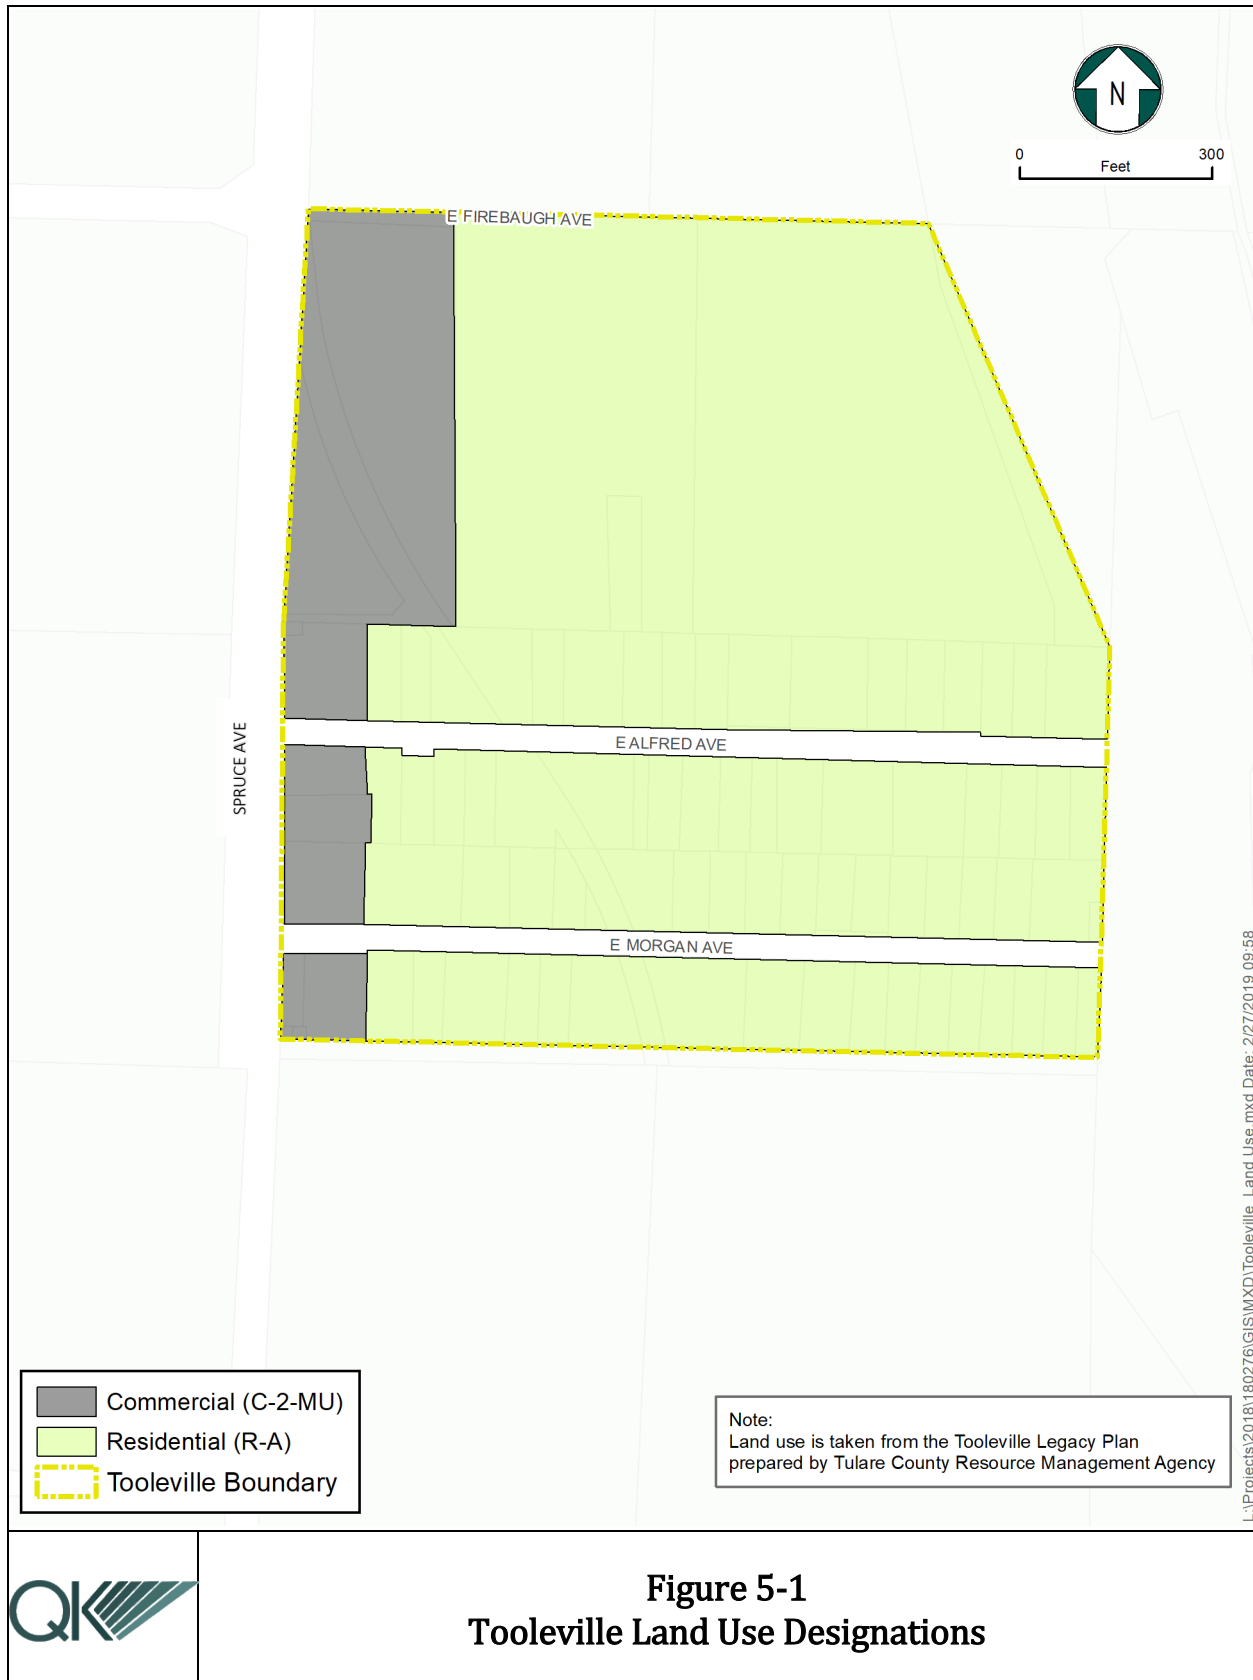 N
0 300
Feet
E FIREBAUGH AVE
E ALFRED AVE
SPRUCE AVE
E MORGAN AVE
L:\Projects\2018\180276\GIS\MXD\Tooleville_Land Use.mxd Date: 2/27/2019 09:58
Commercial (C-2-MU)
Residential (R-A)
Tooleville Boundary
Note:
Land use is taken from the Tooleville Legacy Plan
prepared by Tulare County Resource Management Agency
QK
Figure 5-1
Tooleville Land Use Designations